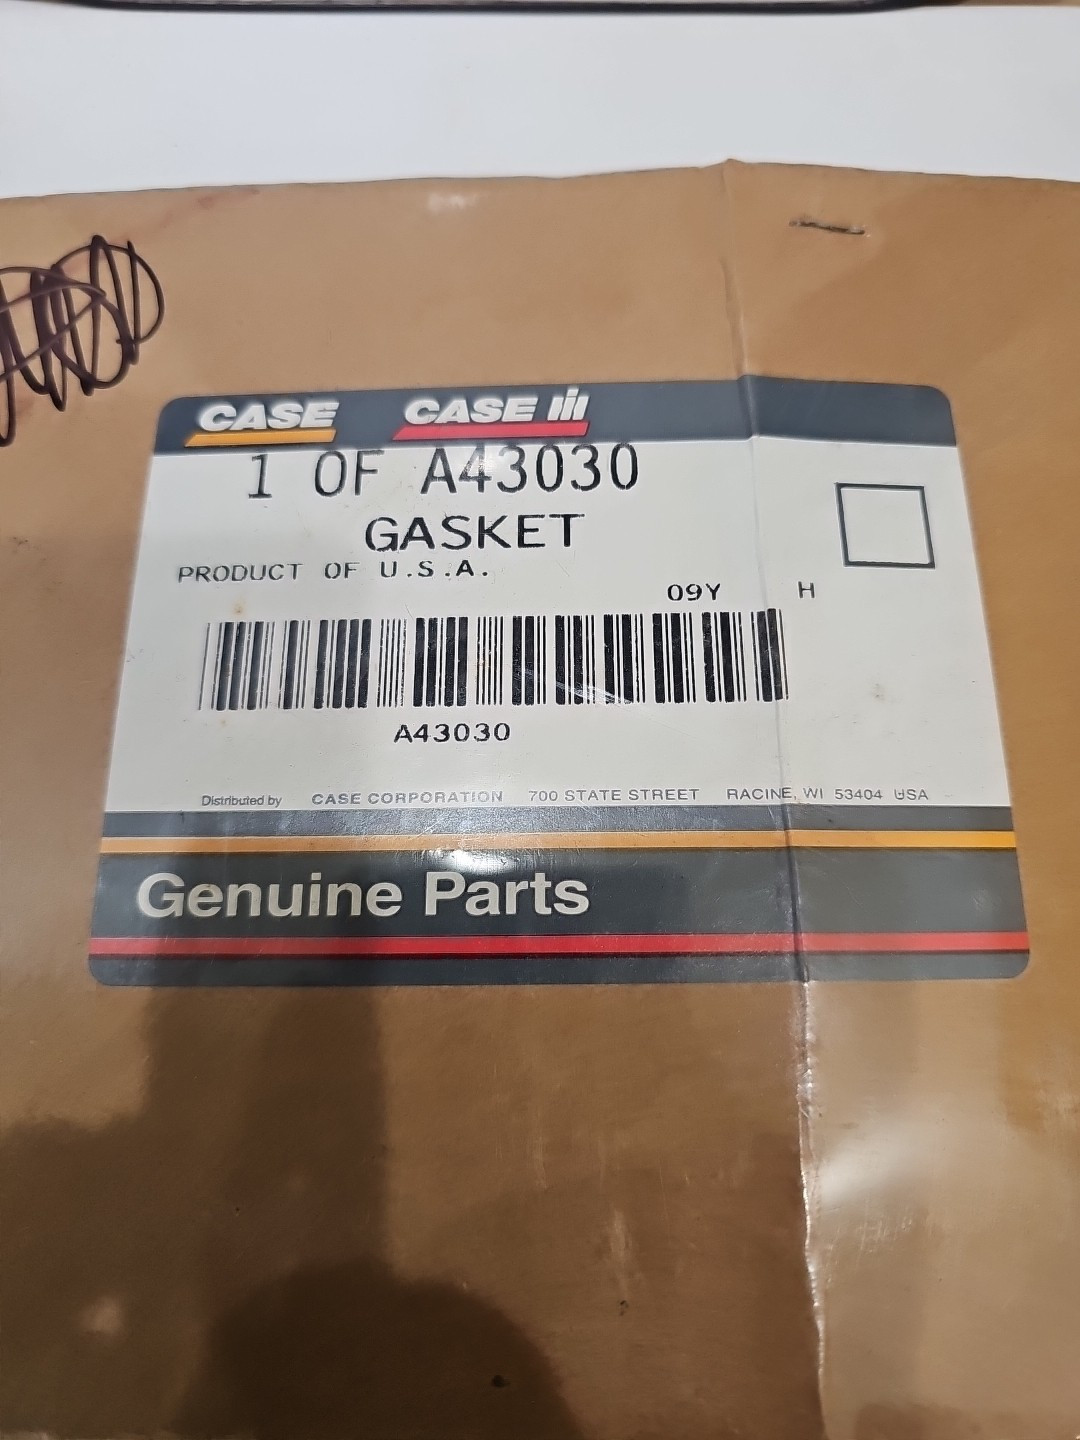 CASE CASE IH
1 OF A43030
GASKET
PRODUCT OF U.S.A.
09Y H
A43030
Distributed by CASE CORPORATION 700 STATE STREET RACINE, WI 53404 USA
Genuine Parts